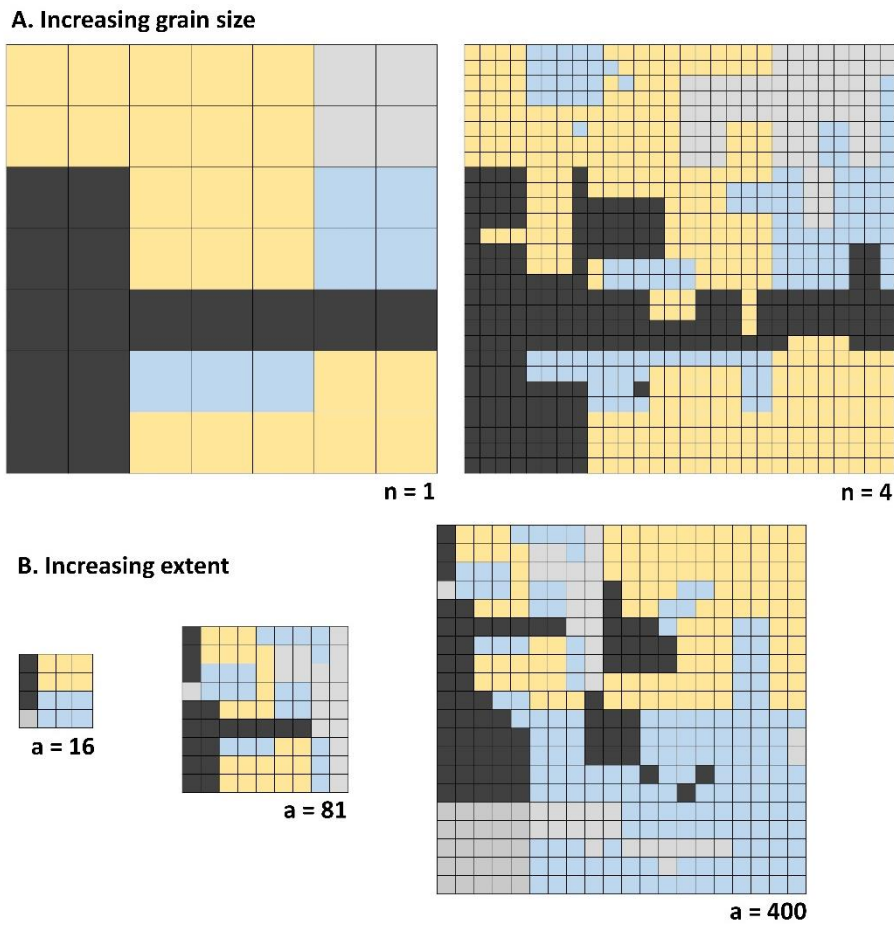 A. Increasing grain size
n = 1
n = 4
B. Increasing extent
a = 16
a = 81
a = 400